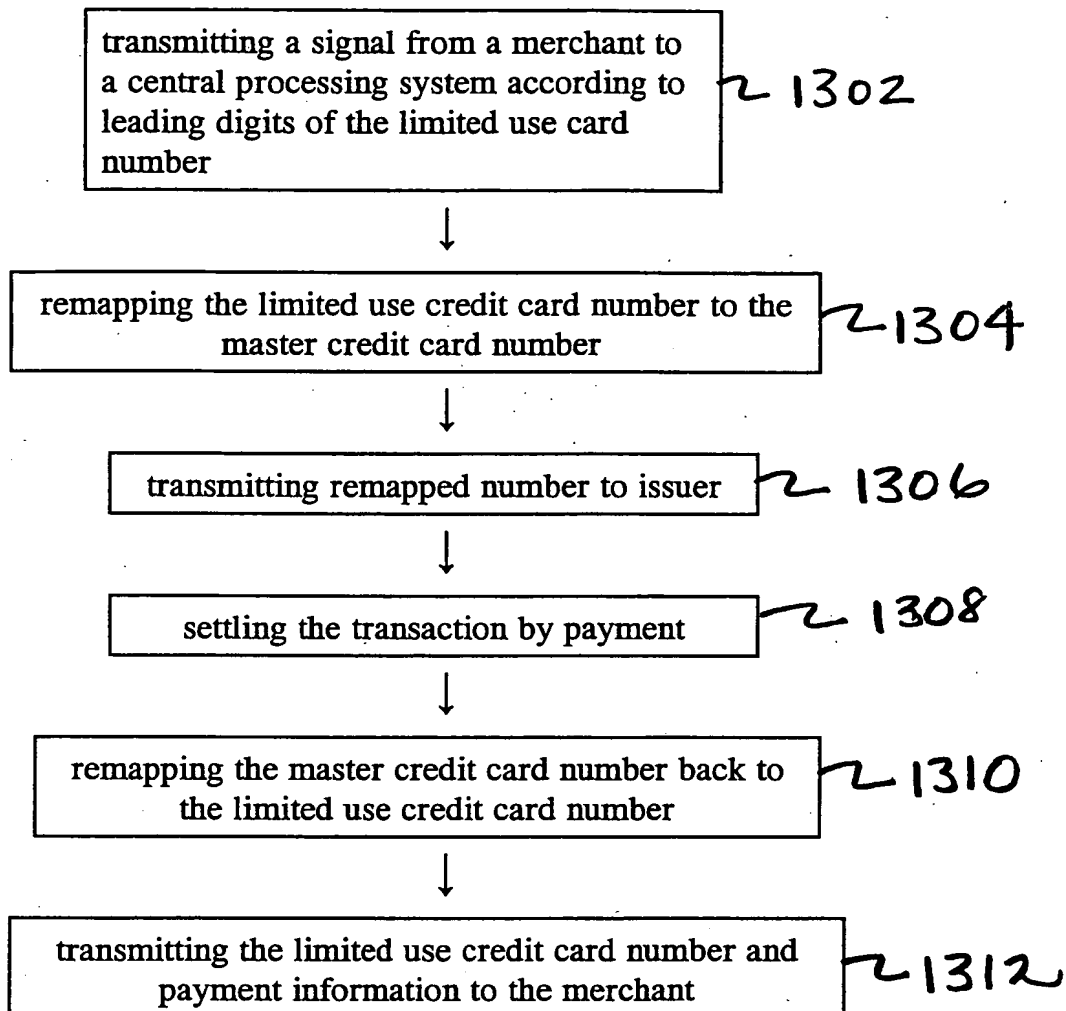 transmitting a signal from a merchant to
a central processing system according to
leading digits of the limited use card
number
1302
remapping the limited use credit card number to the
master credit card number
1304
transmitting remapped number to issuer
1306
settling the transaction by payment
1308
remapping the master credit card number back to
the limited use credit card number
1310
transmitting the limited use credit card number and
payment information to the merchant
1312